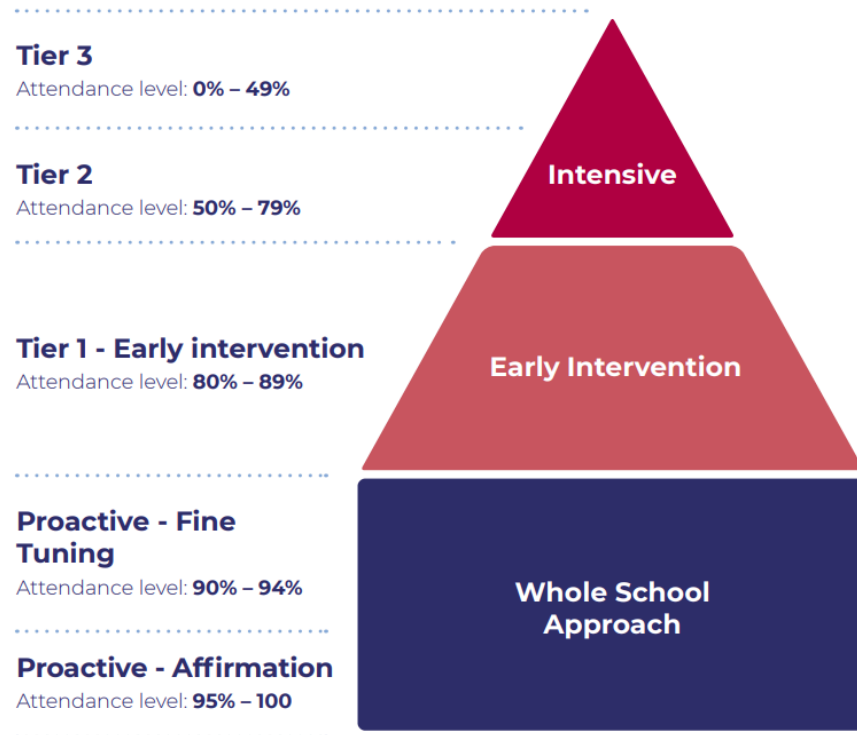 Tier 3
Attendance level: 0% – 49%
Tier 2
Attendance level: 50% – 79%
Intensive
Tier 1 - Early intervention
Attendance level: 80% – 89%
Early Intervention
Proactive - Fine
Tuning
Attendance level: 90% – 94%
Proactive - Affirmation
Attendance level: 95% – 100
Whole School
Approach